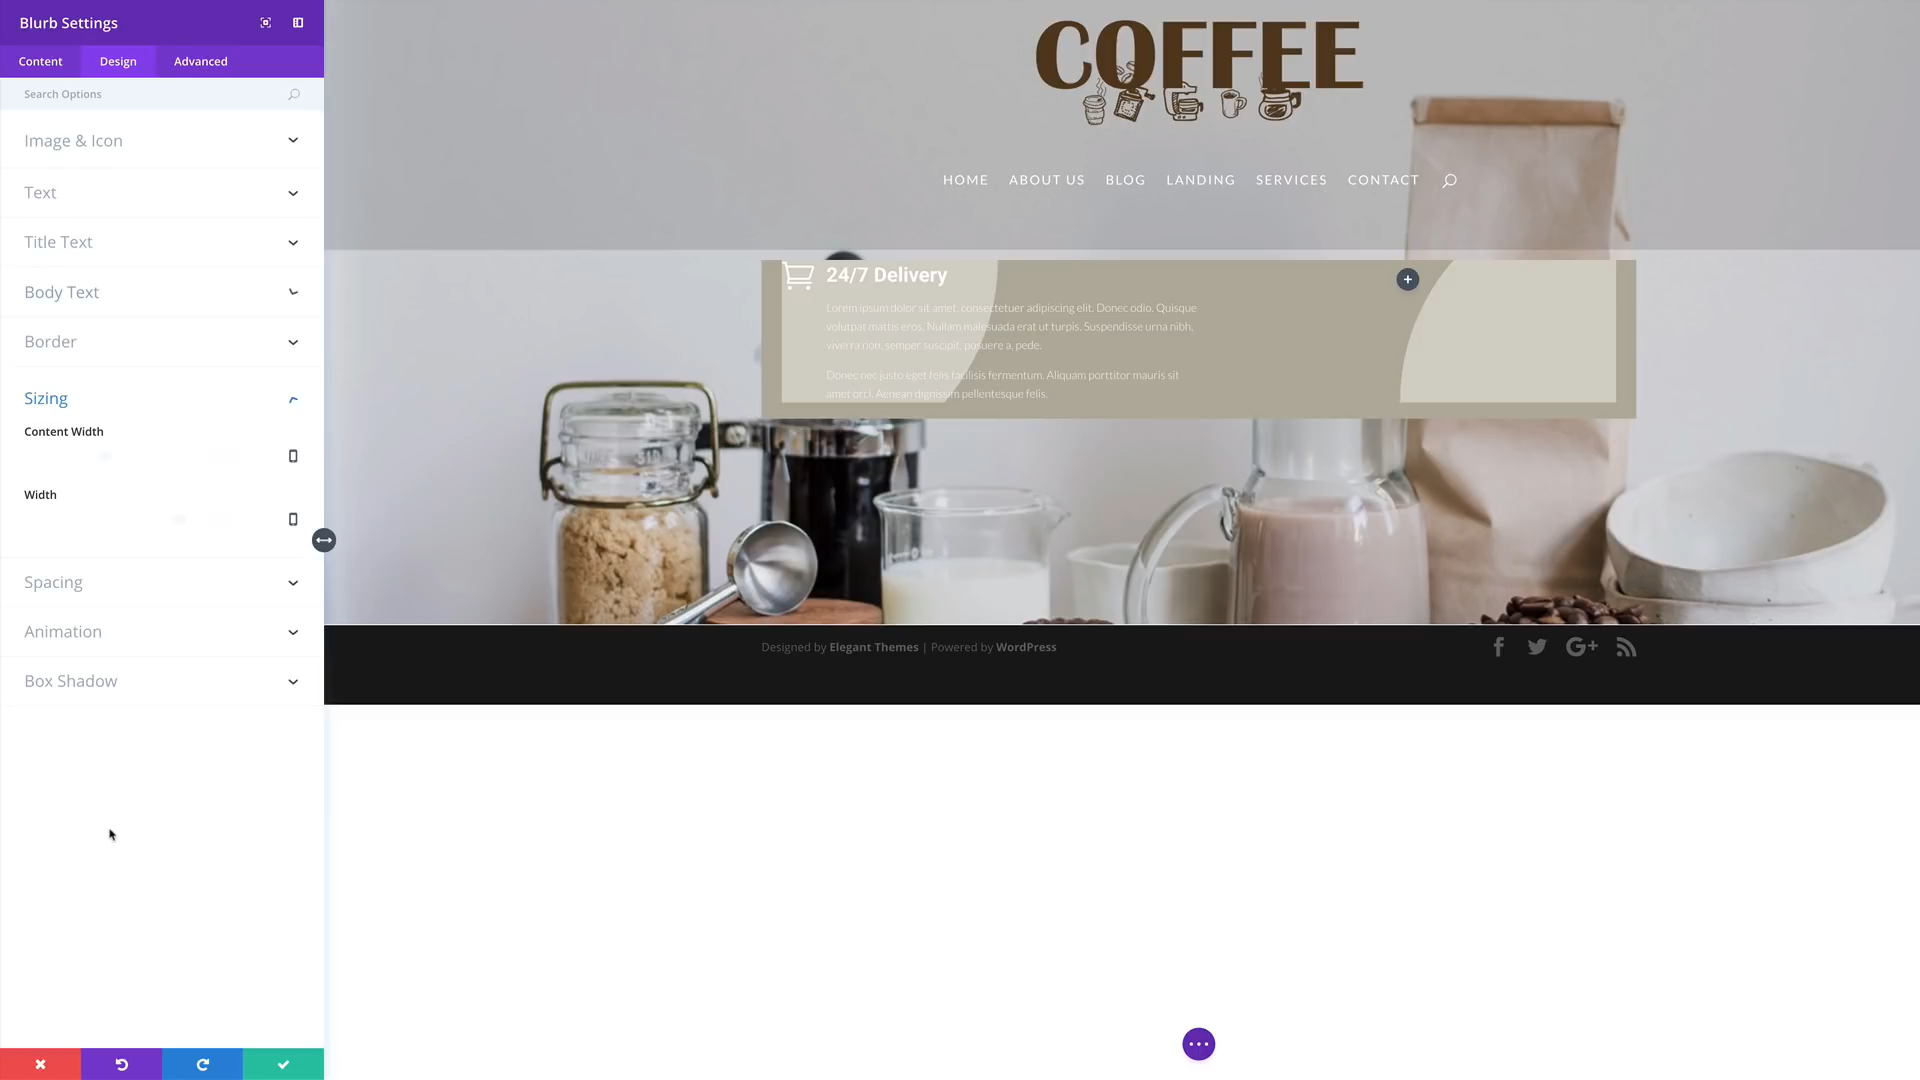 Blurb Settings
Content Design Advanced
Search Options
Image & Icon
Text
Title Text
Body Text
Border
Sizing
Content Width
Width
Spacing
Animation
Box Shadow
COFFEE
HOME ABOUT US BLOG LANDING SERVICES CONTACT
24/7 Delivery
Lorem ipsum dolor sit amet, consectetuer adipiscing elit. Donec odio. Quisque
volutpat mattis eros. Nullam malesuada erat ut turpis. Suspendisse urna nibh,
viverra non, semper suscipit, posuere a, pede.
Donec nec justo eget felis facilisis fermentum. Aliquam porttitor mauris sit
amet orci. Aenean dignissim pellentesque felis.
Designed by Elegant Themes | Powered by WordPress